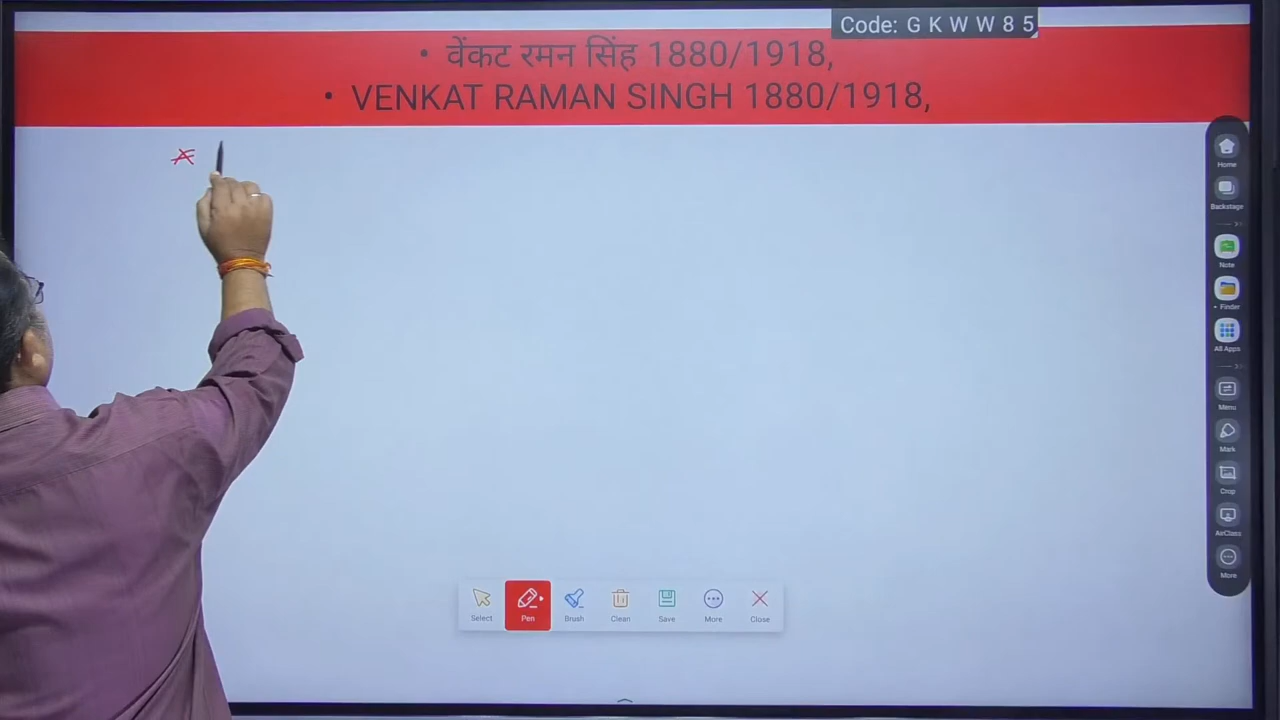 Code: G K W W 8 5
• वेंकट रमन सिंह 1880/1918,
• VENKAT RAMAN SINGH 1880/1918,
Home
Backstage
Note
Finder
All Apps
Menu
Mark
Crop
AirClass
More
Select
Pen
Brush
Clean
Save
More
Close